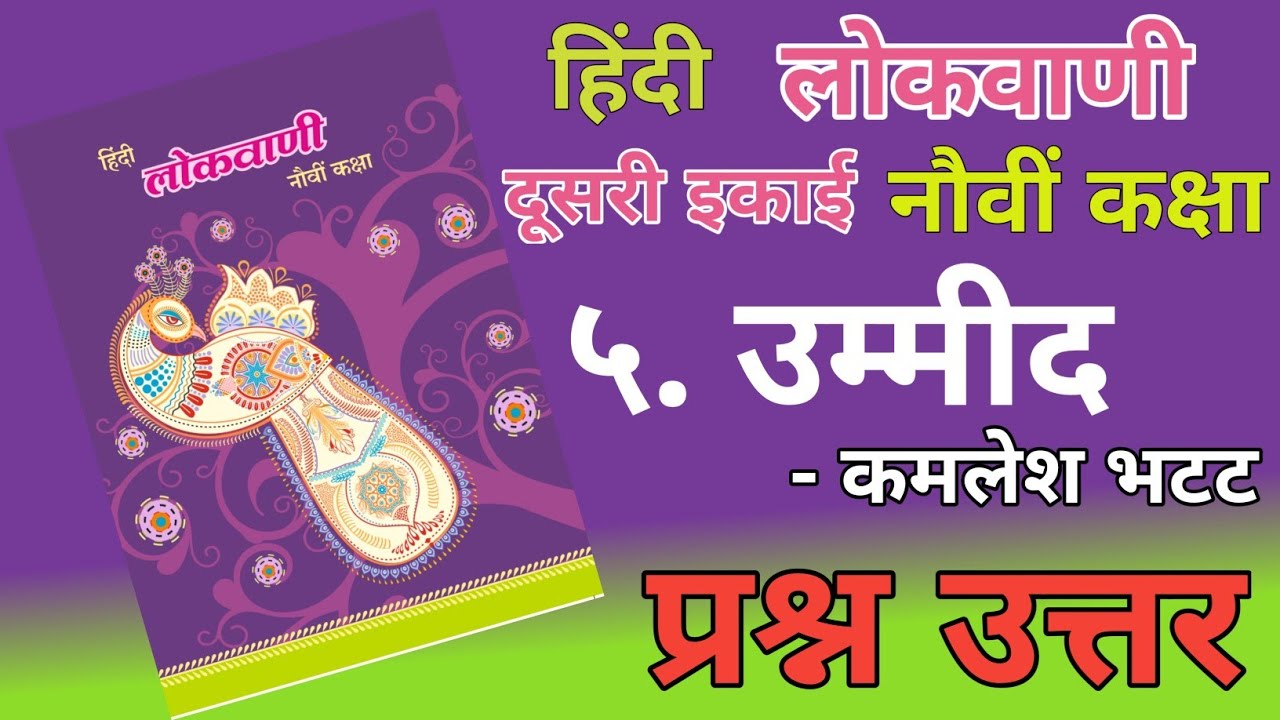 हिंदी
लोकवाणी
नौवीं कक्षा
हिंदी लोकवाणी
दूसरी इकाई नौवीं कक्षा
५. उम्मीद
- कमलेश भटट
प्रश्न उत्तर